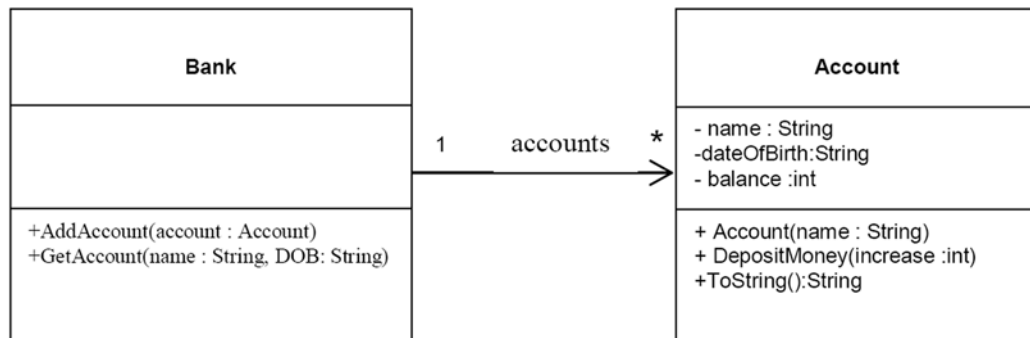 Bank
+AddAccount(account : Account)
+GetAccount(name : String, DOB: String)
1
accounts
*
Account
- name : String
-dateOfBirth:String
- balance :int
+ Account(name : String)
+ DepositMoney(increase :int)
+ToString():String